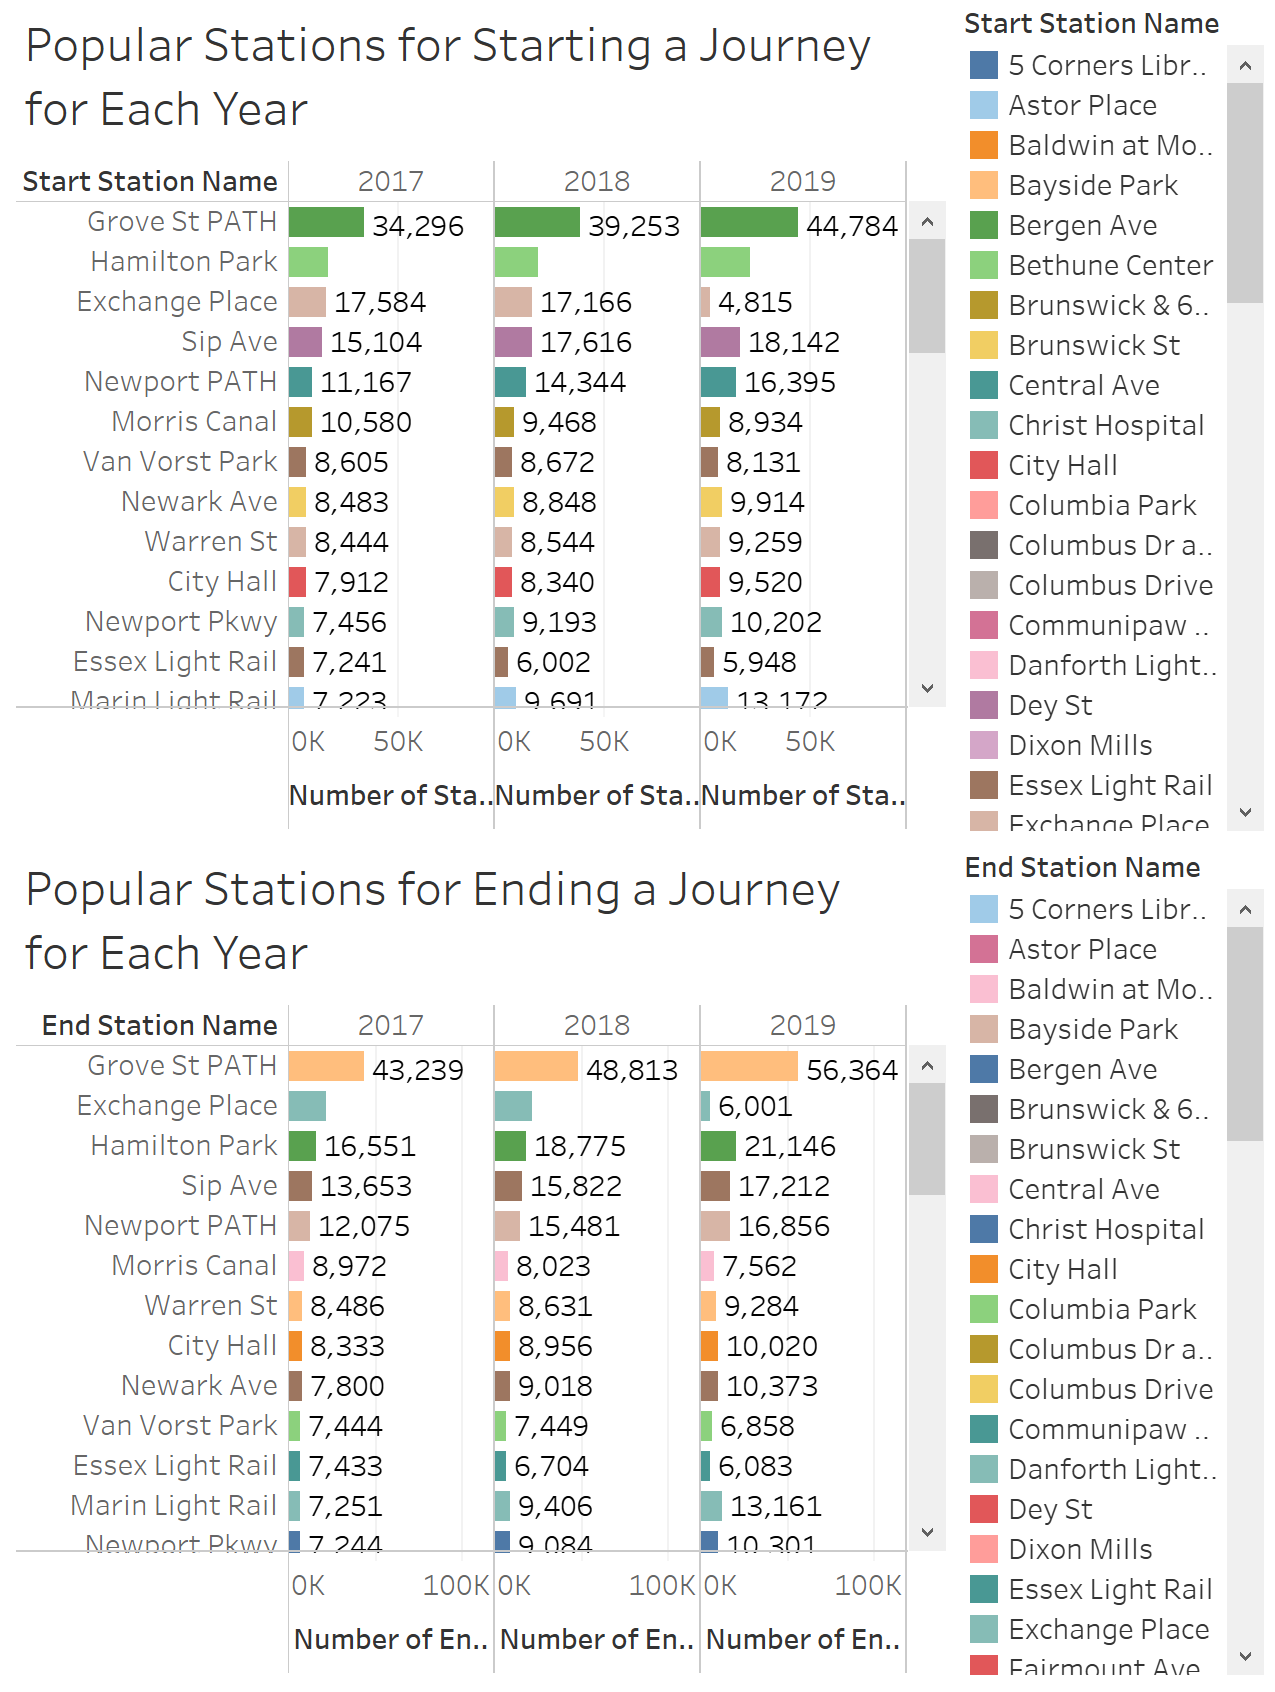 Popular Stations for Starting a Journey
for Each Year
Start Station Name 2017 2018 2019
Grove St PATH 34,296 39,253 44,784
Hamilton Park
Exchange Place 17,584 17,166 4,815
Sip Ave 15,104 17,616 18,142
Newport PATH 11,167 14,344 16,395
Morris Canal 10,580 9,468 8,934
Van Vorst Park 8,605 8,672 8,131
Newark Ave 8,483 8,848 9,914
Warren St 8,444 8,544 9,259
City Hall 7,912 8,340 9,520
Newport Pkwy 7,456 9,193 10,202
Essex Light Rail 7,241 6,002 5,948
Marin Light Rail 7,223 9,691 13,172
0K 50K 0K 50K 0K 50K
Number of Sta.. Number of Sta.. Number of Sta..
Start Station Name
5 Corners Libr..
Astor Place
Baldwin at Mo..
Bayside Park
Bergen Ave
Bethune Center
Brunswick & 6..
Brunswick St
Central Ave
Christ Hospital
City Hall
Columbia Park
Columbus Dr a..
Columbus Drive
Communipaw ..
Danforth Light..
Dey St
Dixon Mills
Essex Light Rail
Exchange Place
Popular Stations for Ending a Journey
for Each Year
End Station Name 2017 2018 2019
Grove St PATH 43,239 48,813 56,364
Exchange Place 6,001
Hamilton Park 16,551 18,775 21,146
Sip Ave 13,653 15,822 17,212
Newport PATH 12,075 15,481 16,856
Morris Canal 8,972 8,023 7,562
Warren St 8,486 8,631 9,284
City Hall 8,333 8,956 10,020
Newark Ave 7,800 9,018 10,373
Van Vorst Park 7,444 7,449 6,858
Essex Light Rail 7,433 6,704 6,083
Marin Light Rail 7,251 9,406 13,161
Newport Pkwy 7,244 9,084 10,301
0K 100K 0K 100K 0K 100K
Number of En.. Number of En.. Number of En..
End Station Name
5 Corners Libr..
Astor Place
Baldwin at Mo..
Bayside Park
Bergen Ave
Brunswick & 6..
Brunswick St
Central Ave
Christ Hospital
City Hall
Columbia Park
Columbus Dr a..
Columbus Drive
Communipaw ..
Danforth Light..
Dey St
Dixon Mills
Essex Light Rail
Exchange Place
Fairmount Ave